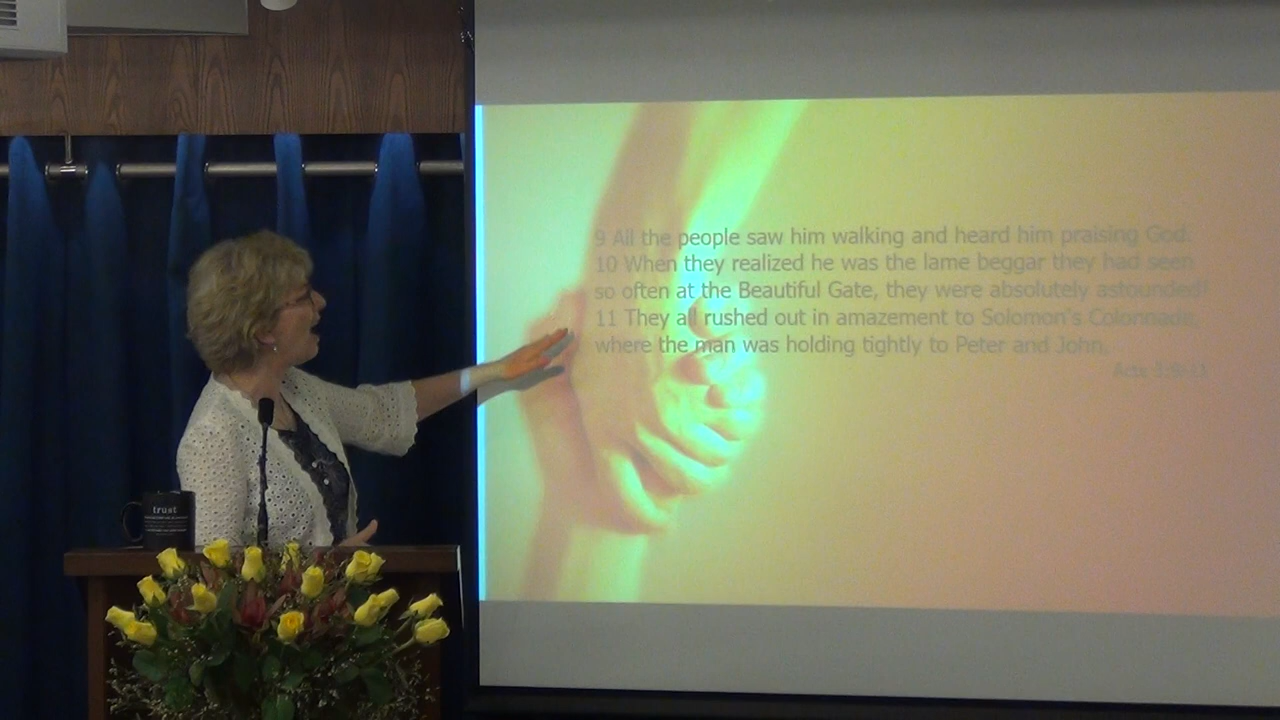 9 All the people saw him walking and heard him praising God.
10 When they realized he was the lame beggar they had seen
so often at the Beautiful Gate, they were absolutely astounded!
11 They all rushed out in amazement to Solomon's Colonnade,
where the man was holding tightly to Peter and John.
Acts 3:9-11
trust